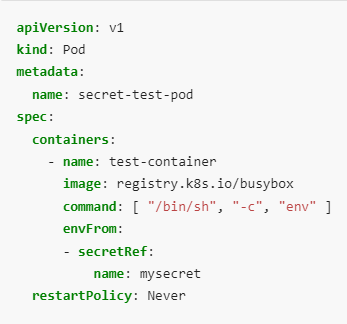 apiVersion: v1
kind: Pod
metadata:
  name: secret-test-pod
spec:
  containers:
    - name: test-container
      image: registry.k8s.io/busybox
      command: [ "/bin/sh", "-c", "env" ]
      envFrom:
      - secretRef:
          name: mysecret
  restartPolicy: Never